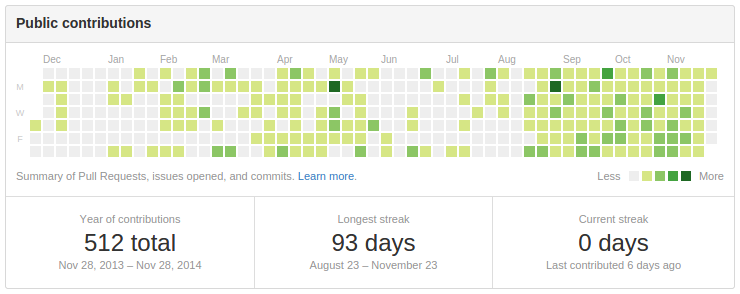 Public contributions
Dec Jan Feb Mar Apr May Jun Jul Aug Sep Oct Nov
M
W
F
Summary of Pull Requests, issues opened, and commits. Learn more. Less More
Year of contributions Longest streak Current streak
512 total 93 days 0 days
Nov 28, 2013 – Nov 28, 2014 August 23 – November 23 Last contributed 6 days ago